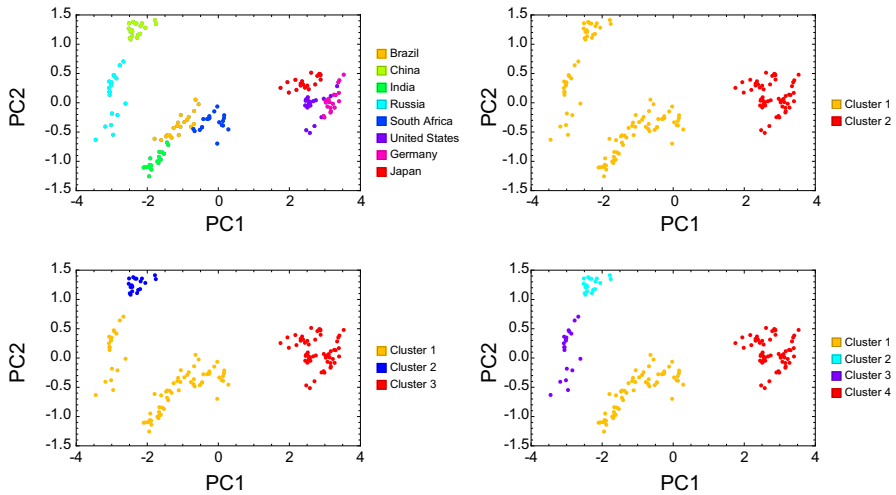 1.5
1.0
0.5
0.0
-0.5
-1.0
-1.5
PC2
-4
-2
0
2
4
PC1
Brazil
China
India
Russia
South Africa
United States
Germany
Japan
1.5
1.0
0.5
0.0
-0.5
-1.0
-1.5
PC2
-4
-2
0
2
4
PC1
Cluster 1
Cluster 2
1.5
1.0
0.5
0.0
-0.5
-1.0
-1.5
PC2
-4
-2
0
2
4
PC1
Cluster 1
Cluster 2
Cluster 3
1.5
1.0
0.5
0.0
-0.5
-1.0
-1.5
PC2
-4
-2
0
2
4
PC1
Cluster 1
Cluster 2
Cluster 3
Cluster 4